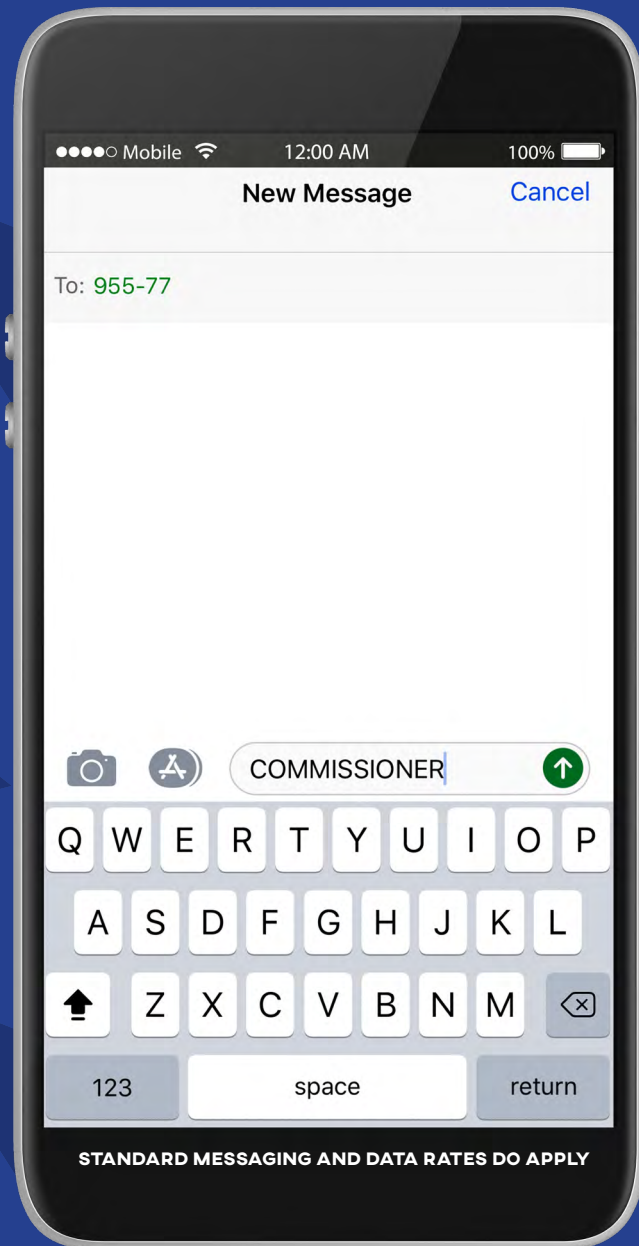 Mobile 12:00 AM 100%
New Message Cancel
To: 955-77
COMMISSIONER
Q W E R T Y U I O P
A S D F G H J K L
Z X C V B N M
123 space return
STANDARD MESSAGING AND DATA RATES DO APPLY